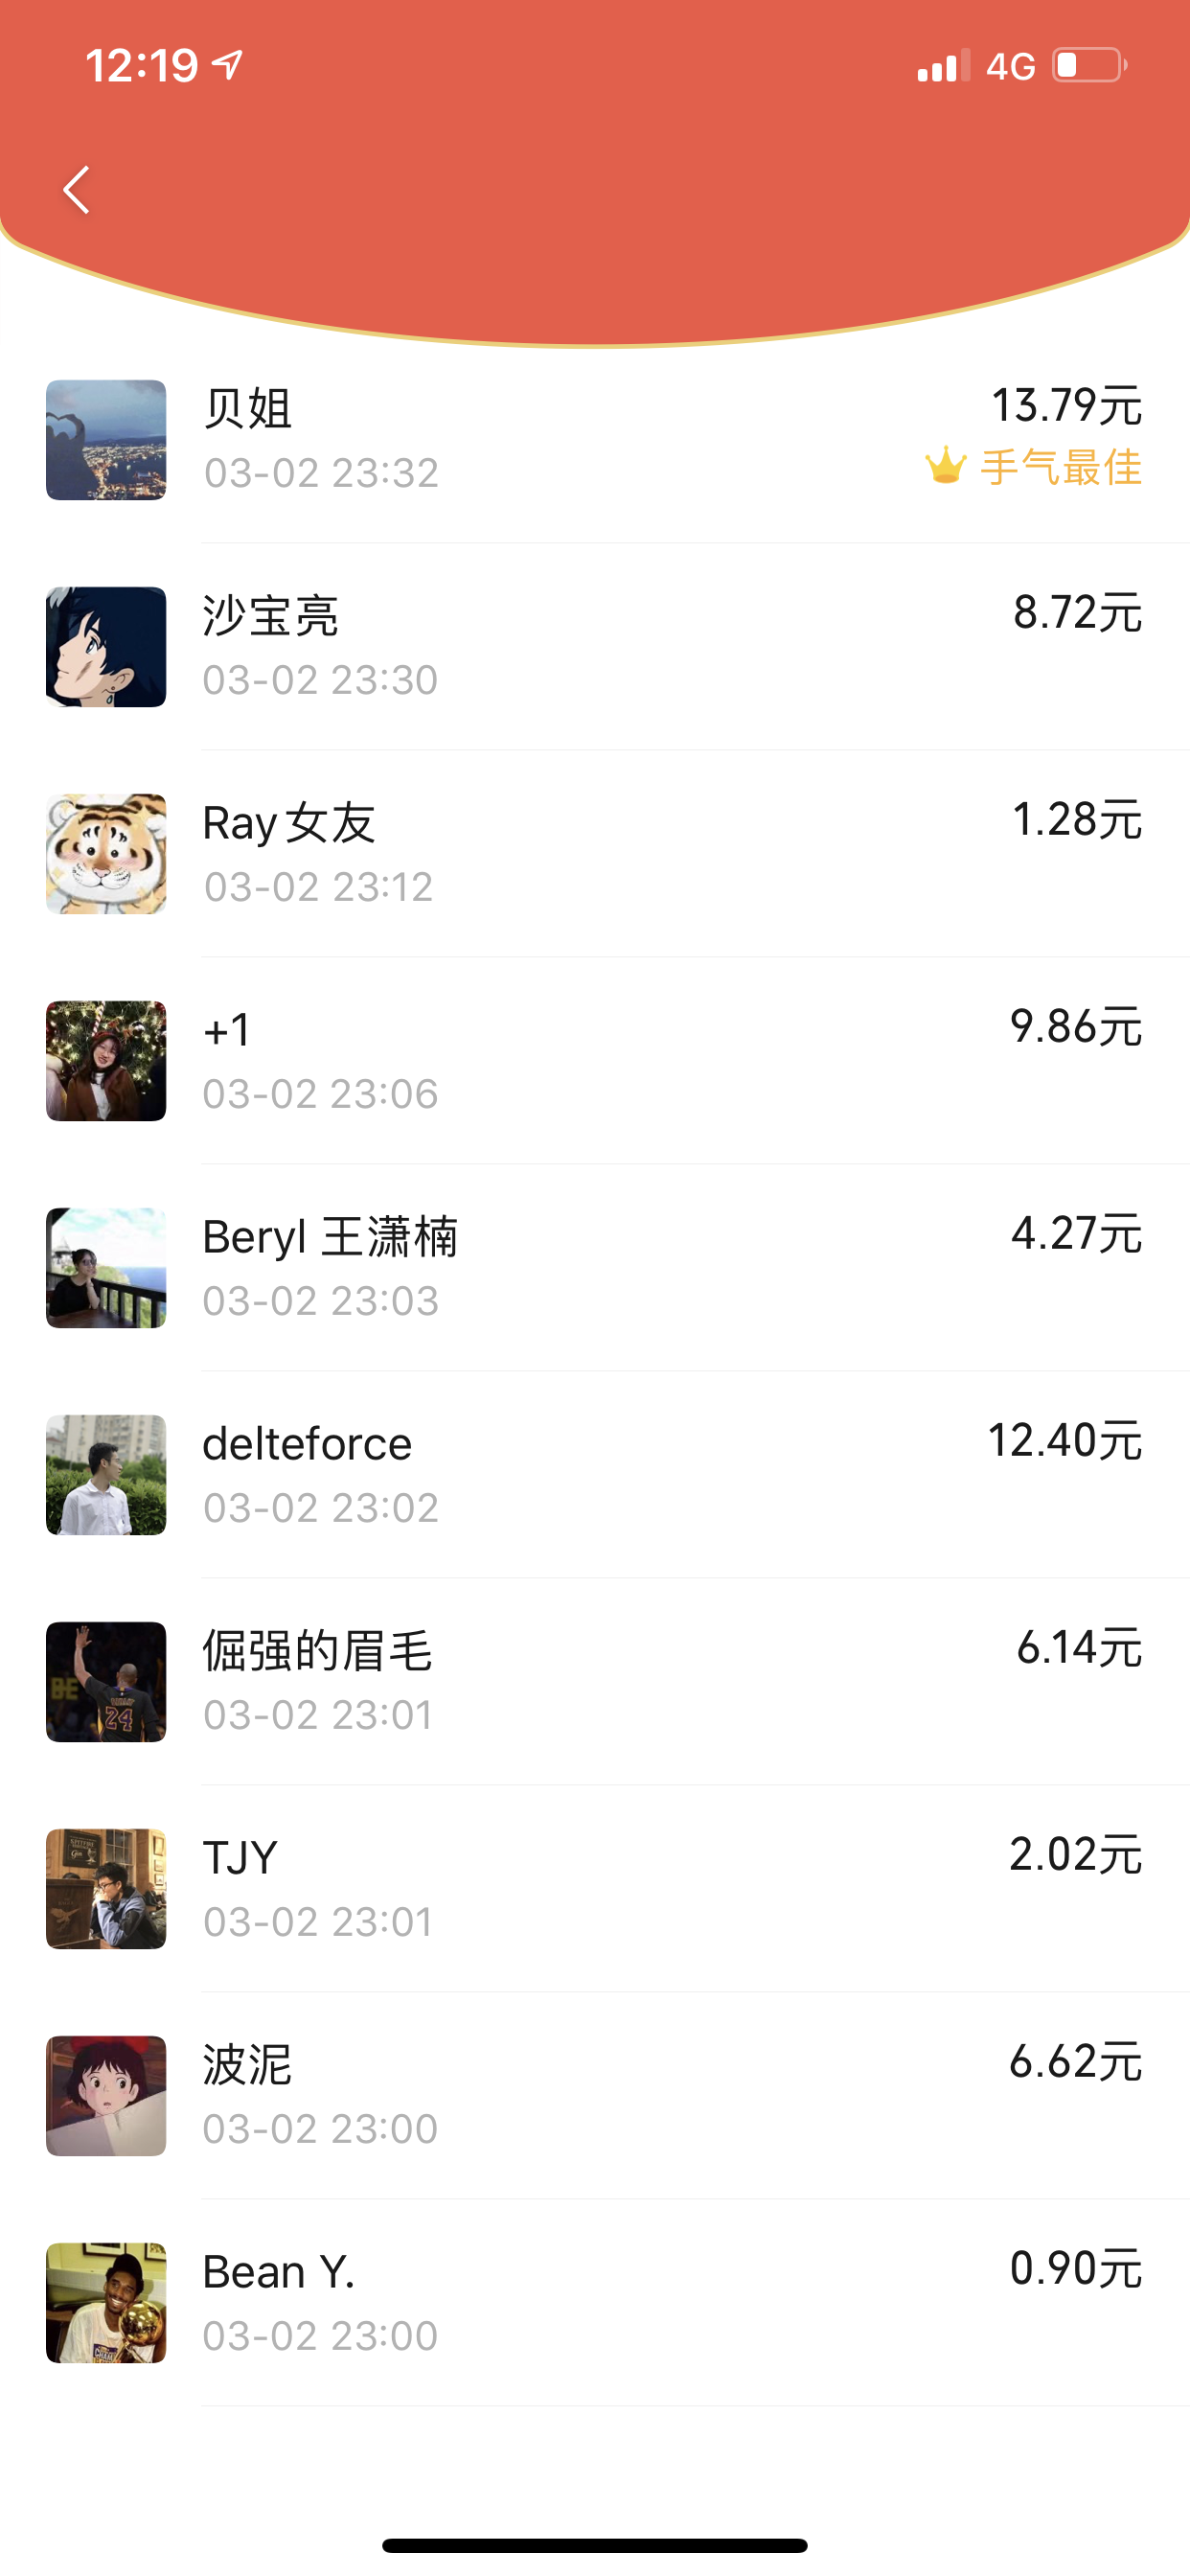 12:19 4G
贝姐 13.79元
03-02 23:32 手气最佳
沙宝亮 8.72元
03-02 23:30
Ray女友 1.28元
03-02 23:12
+1 9.86元
03-02 23:06
Beryl 王潇楠 4.27元
03-02 23:03
delteforce 12.40元
03-02 23:02
倔强的眉毛 6.14元
03-02 23:01
24
TJY 2.02元
03-02 23:01
波泥 6.62元
03-02 23:00
Bean Y. 0.90元
03-02 23:00